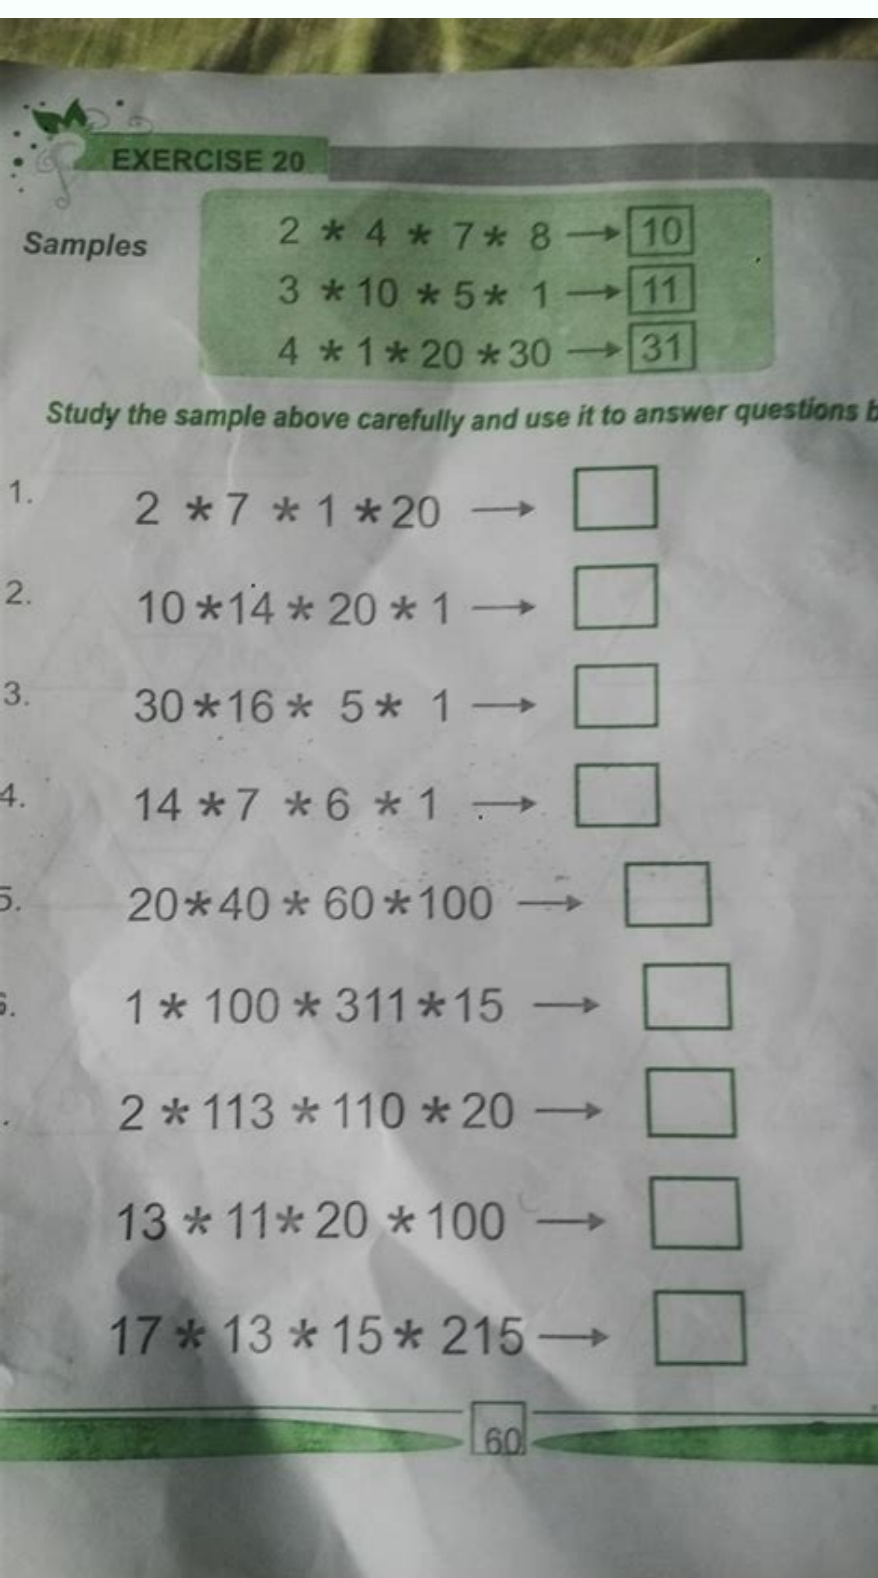 EXERCISE 20
Samples
2 * 4 * 7 * 8 → 10
3 * 10 * 5 * 1 → 11
4 * 1 * 20 * 30 → 31
Study the sample above carefully and use it to answer questions b
1. 2 * 7 * 1 * 20 →
2. 10 * 14 * 20 * 1 →
3. 30 * 16 * 5 * 1 →
4. 14 * 7 * 6 * 1 →
5. 20 * 40 * 60 * 100 →
6. 1 * 100 * 311 * 15 →
. 2 * 113 * 110 * 20 →
13 * 11 * 20 * 100 →
17 * 13 * 15 * 215 →
60